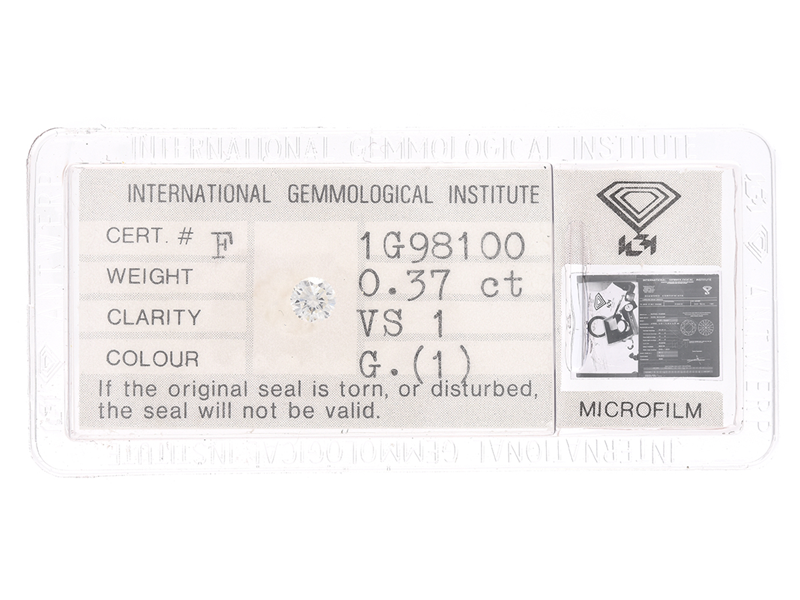 INTERNATIONAL GEMMOLOGICAL INSTITUTE
INTERNATIONAL GEMMOLOGICAL INSTITUTE
CERT. # F 1G98100
WEIGHT 0.37 ct
CLARITY VS 1
COLOUR G.(1)
If the original seal is torn, or disturbed,
the seal will not be valid.
IGI
MICROFILM
INTERNATIONAL GEMMOLOGICAL INSTITUTE